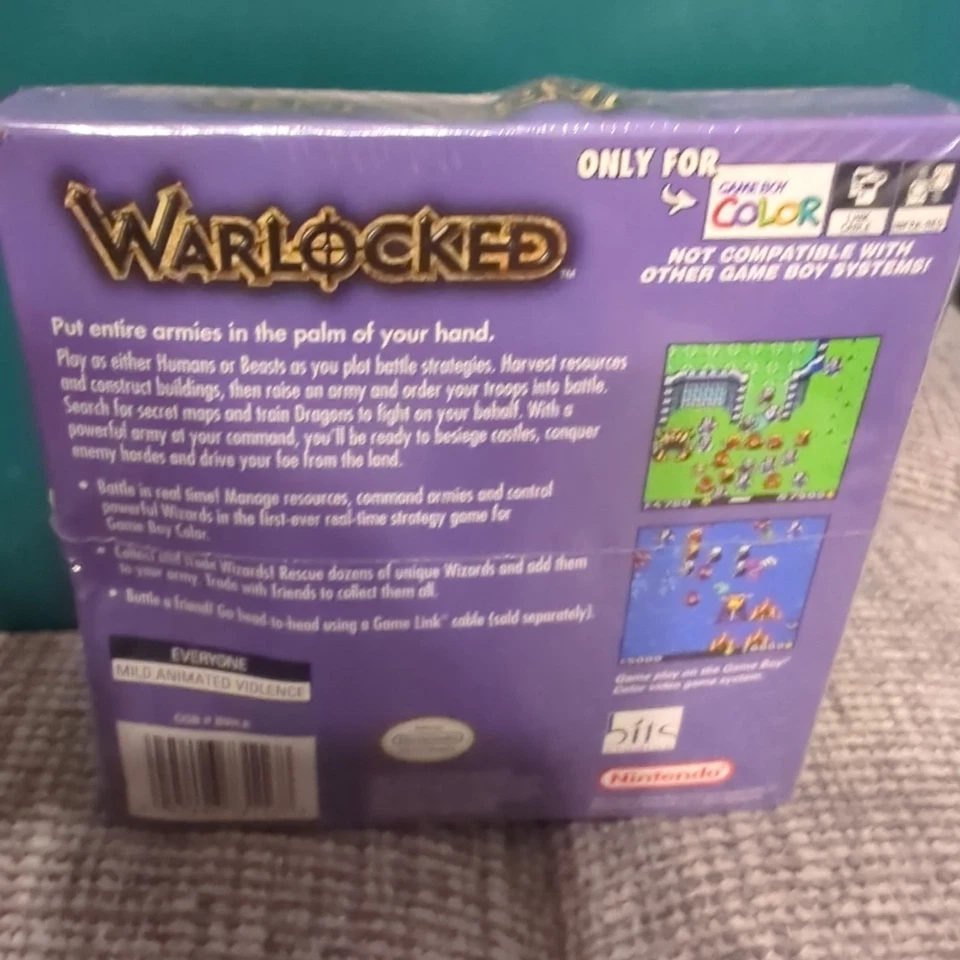 WARLOCKED™
ONLY FOR
GAME BOY
COLOR
NOT COMPATIBLE WITH
OTHER GAME BOY SYSTEMS!
Put entire armies in the palm of your hand.
Play as either Humans or Beasts as you plot battle strategies. Harvest resources
and construct buildings, then raise an army and order your troops into battle.
Search for secret maps and train Dragons to fight on your behalf. With a
powerful army at your command, you'll be ready to besiege castles, conquer
enemy hordes and drive your foe from the land.
• Battle in real time! Manage resources, command armies and control
powerful Wizards in the first-ever real-time strategy game for
Game Boy Color.
• Collect and trade Wizards! Rescue dozens of unique Wizards and add them
to your army. Trade with friends to collect them all.
• Battle a friend! Go head-to-head using a Game Link™ cable (sold separately).
Game play on the Game Boy®
Color video game system.
EVERYONE
MILD ANIMATED VIOLENCE
bits
Nintendo®